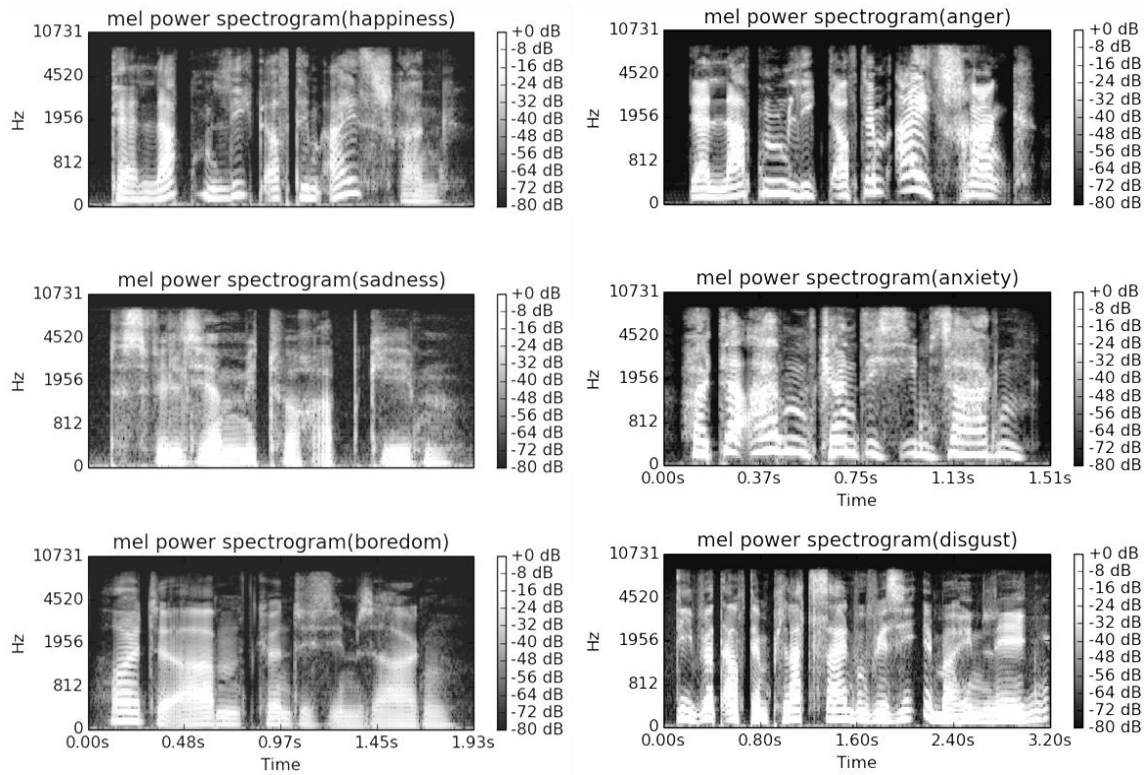 mel power spectrogram(happiness)
10731
4520
1956
812
0
Hz
+0 dB
-8 dB
-16 dB
-24 dB
-32 dB
-40 dB
-48 dB
-56 dB
-64 dB
-72 dB
-80 dB
mel power spectrogram(anger)
10731
4520
1956
812
0
Hz
+0 dB
-8 dB
-16 dB
-24 dB
-32 dB
-40 dB
-48 dB
-56 dB
-64 dB
-72 dB
-80 dB
mel power spectrogram(sadness)
10731
4520
1956
812
0
Hz
+0 dB
-8 dB
-16 dB
-24 dB
-32 dB
-40 dB
-48 dB
-56 dB
-64 dB
-72 dB
-80 dB
mel power spectrogram(anxiety)
10731
4520
1956
812
0
Hz
0.00s 0.37s 0.75s 1.13s 1.51s
Time
+0 dB
-8 dB
-16 dB
-24 dB
-32 dB
-40 dB
-48 dB
-56 dB
-64 dB
-72 dB
-80 dB
mel power spectrogram(boredom)
10731
4520
1956
812
0
Hz
0.00s 0.48s 0.97s 1.45s 1.93s
Time
+0 dB
-8 dB
-16 dB
-24 dB
-32 dB
-40 dB
-48 dB
-56 dB
-64 dB
-72 dB
-80 dB
mel power spectrogram(disgust)
10731
4520
1956
812
0
Hz
0.00s 0.80s 1.60s 2.40s 3.20s
Time
+0 dB
-8 dB
-16 dB
-24 dB
-32 dB
-40 dB
-48 dB
-56 dB
-64 dB
-72 dB
-80 dB